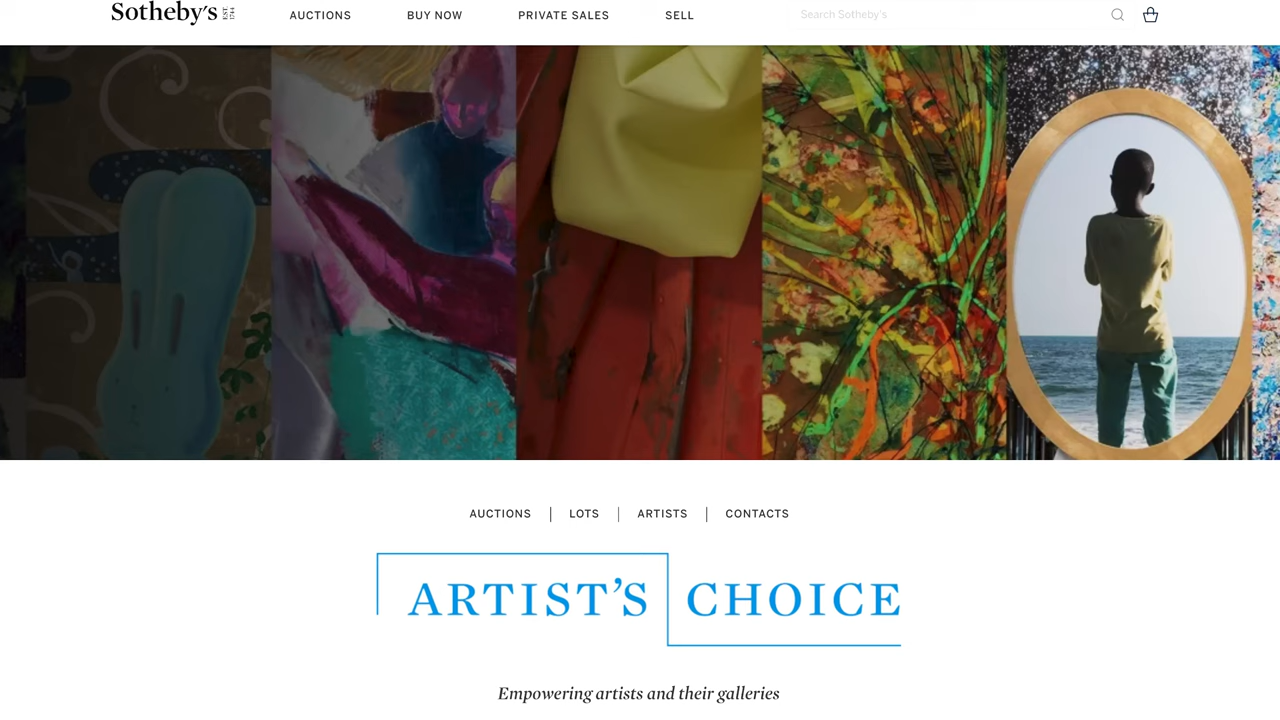 Sotheby's EST. 1744
AUCTIONS BUY NOW PRIVATE SALES SELL Search Sotheby's
AUCTIONS | LOTS | ARTISTS | CONTACTS
ARTIST'S CHOICE
Empowering artists and their galleries